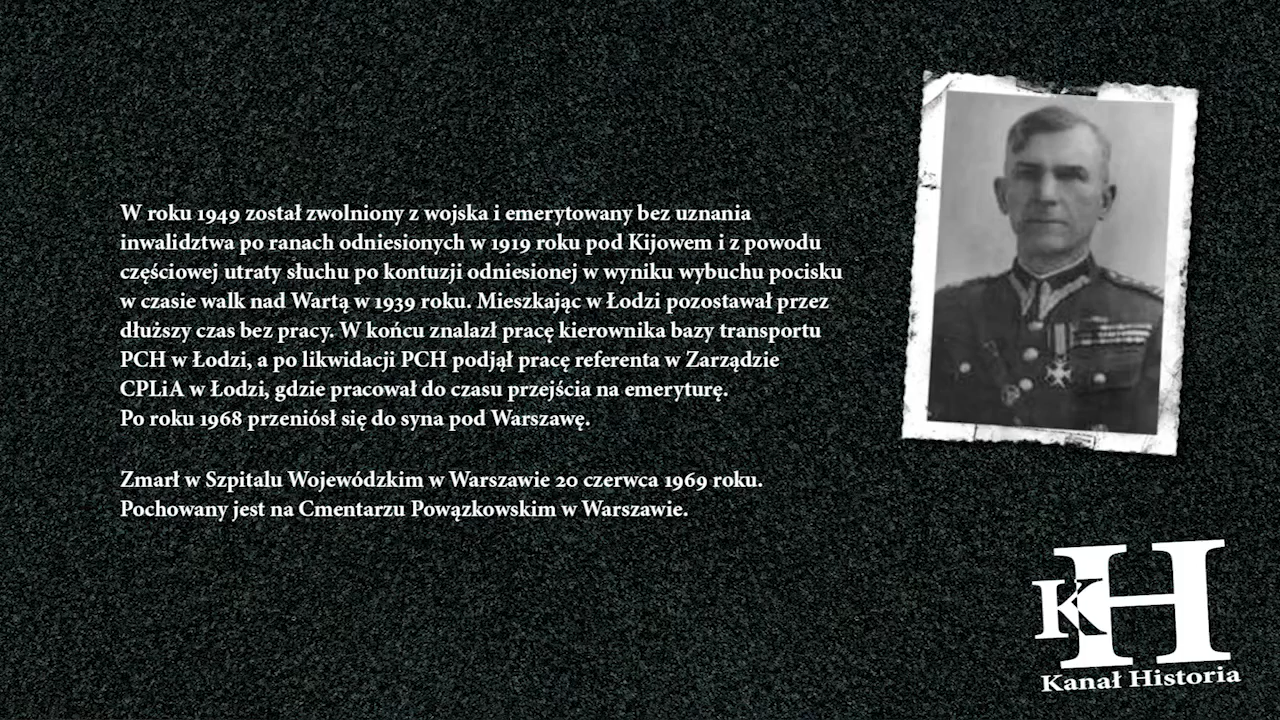 W roku 1949 został zwolniony z wojska i emerytowany bez uznania
inwalidztwa po ranach odniesionych w 1919 roku pod Kijowem i z powodu
częściowej utraty słuchu po kontuzji odniesionej w wyniku wybuchu pocisku
w czasie walk nad Wartą w 1939 roku. Mieszkając w Łodzi pozostawał przez
dłuższy czas bez pracy. W końcu znalazł pracę kierownika bazy transportu
PCH w Łodzi, a po likwidacji PCH podjął pracę referenta w Zarządzie
CPLiA w Łodzi, gdzie pracował do czasu przejścia na emeryturę.
Po roku 1968 przeniósł się do syna pod Warszawę.
Zmarł w Szpitalu Wojewódzkim w Warszawie 20 czerwca 1969 roku.
Pochowany jest na Cmentarzu Powązkowskim w Warszawie.
KH
Kanał Historia